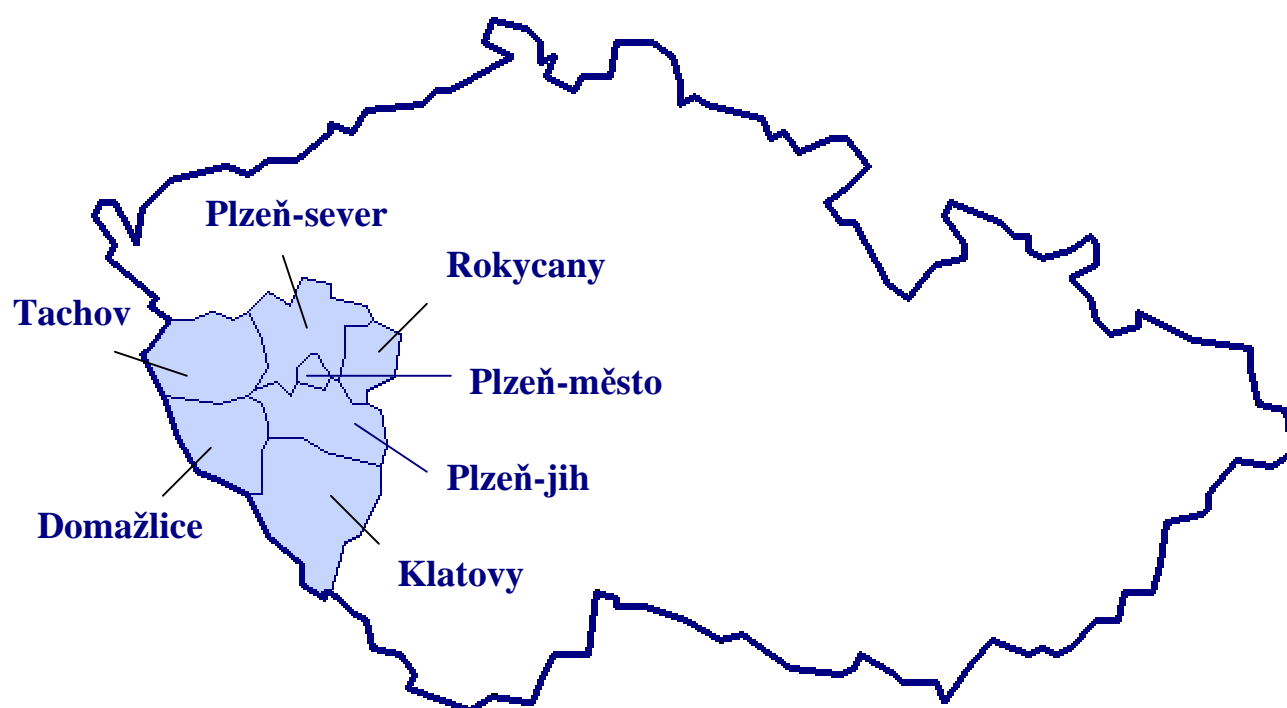 Plzeň-sever
Rokycany
Tachov
Plzeň-město
Plzeň-jih
Domažlice
Klatovy